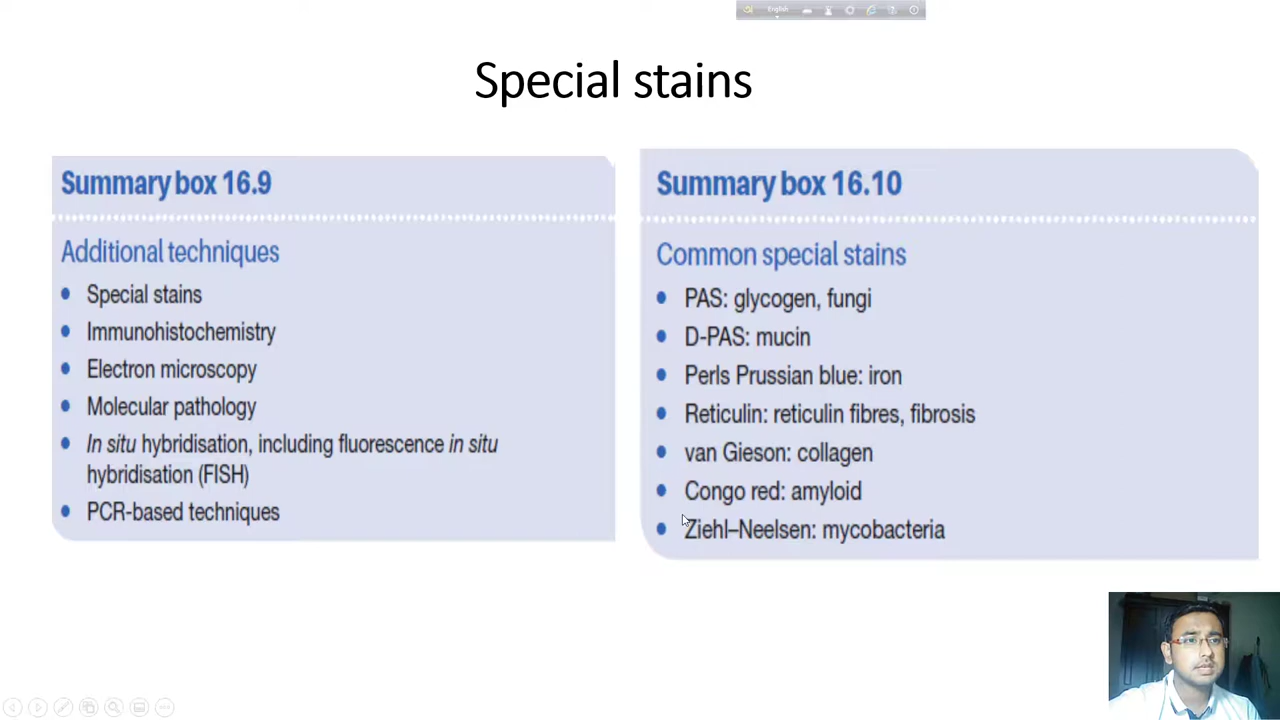 English
Special stains
Summary box 16.9
Additional techniques
Special stains
Immunohistochemistry
Electron microscopy
Molecular pathology
In situ hybridisation, including fluorescence in situ
hybridisation (FISH)
PCR-based techniques
Summary box 16.10
Common special stains
PAS: glycogen, fungi
D-PAS: mucin
Perls Prussian blue: iron
Reticulin: reticulin fibres, fibrosis
van Gieson: collagen
Congo red: amyloid
Ziehl–Neelsen: mycobacteria